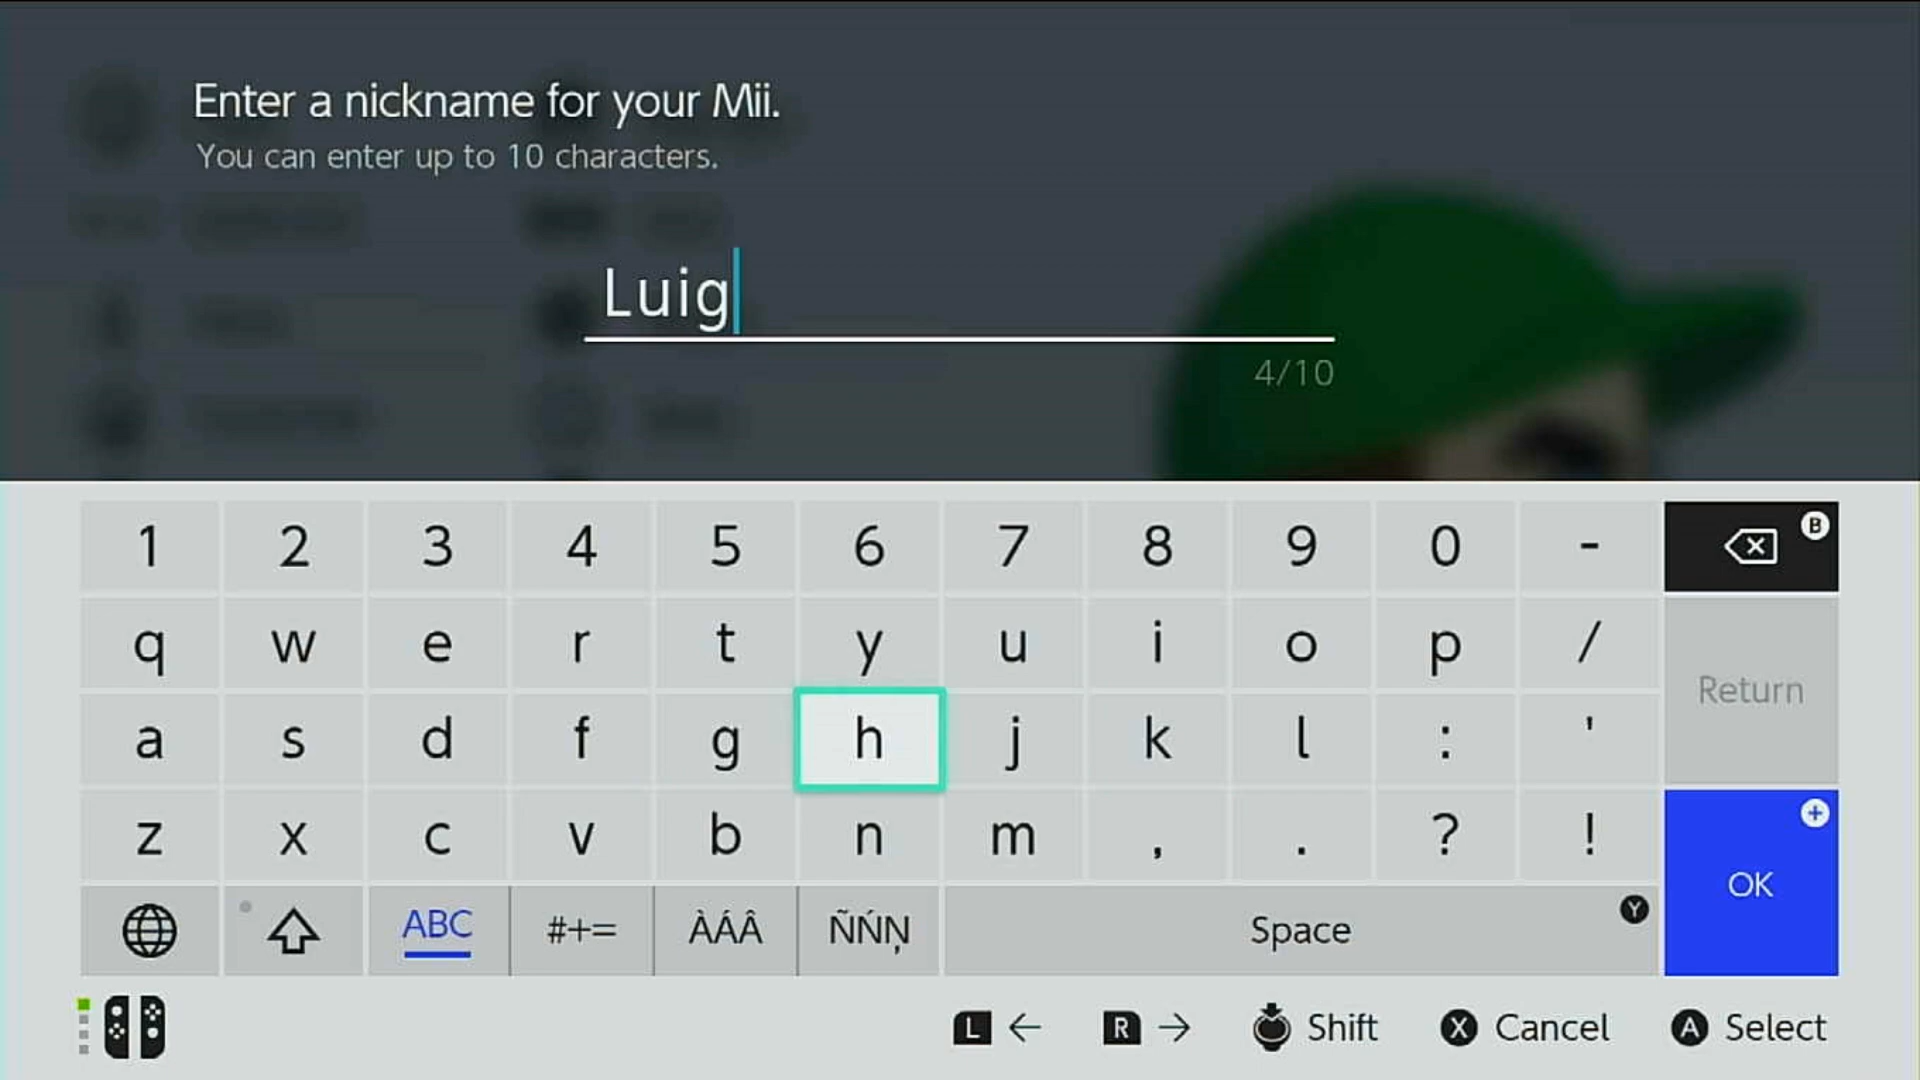 Enter a nickname for your Mii.
You can enter up to 10 characters.
Luig
4/10
1 2 3 4 5 6 7 8 9 0 - B
q w e r t y u i o p /
Return
a s d f g h j k l : '
z x c v b n m , . ? ! +
OK
ABC #+= ÀÁÂ ÑŃŅ Space Y
L ← R → Shift X Cancel A Select